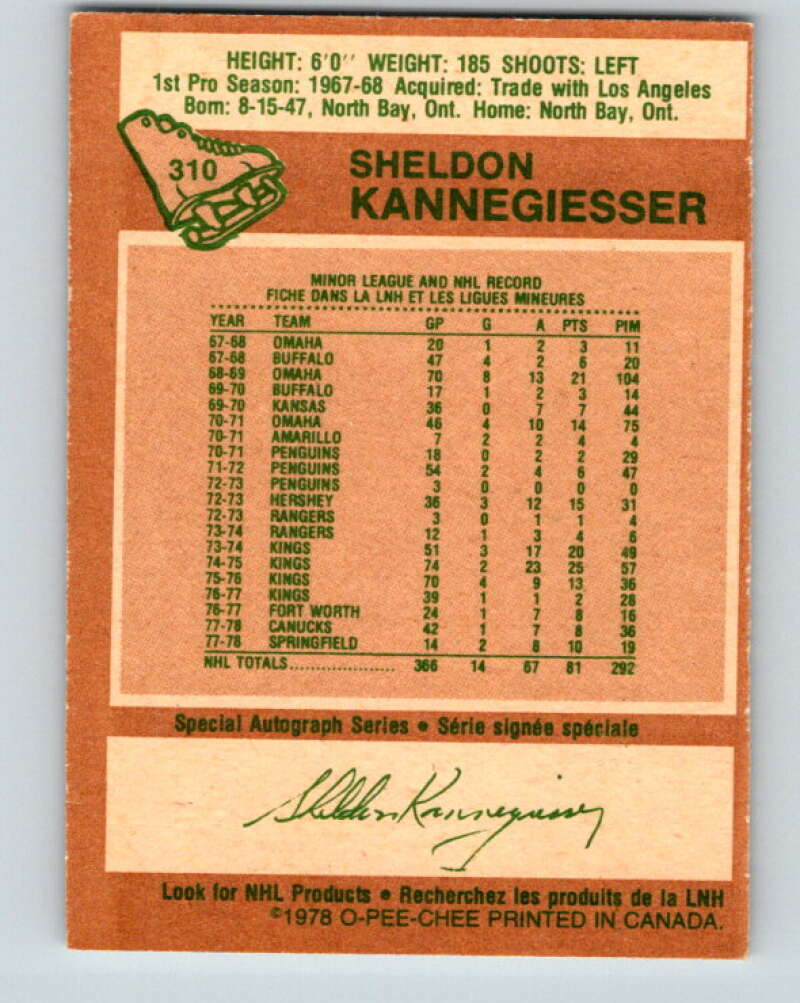 HEIGHT: 6'0'' WEIGHT: 185 SHOOTS: LEFT
1st Pro Season: 1967-68 Acquired: Trade with Los Angeles
Born: 8-15-47, North Bay, Ont. Home: North Bay, Ont.
310
SHELDON
KANNEGIESSER
MINOR LEAGUE AND NHL RECORD
FICHE DANS LA LNH ET LES LIGUES MINEURES
YEAR TEAM GP G A PTS PIM
67-68 OMAHA 20 1 2 3 11
67-68 BUFFALO 47 4 2 6 20
68-69 OMAHA 70 8 13 21 104
69-70 BUFFALO 17 1 2 3 14
69-70 KANSAS 36 0 7 7 44
70-71 OMAHA 46 4 10 14 75
70-71 AMARILLO 7 2 2 4 4
70-71 PENGUINS 18 0 2 2 29
71-72 PENGUINS 54 2 4 6 47
72-73 PENGUINS 3 0 0 0 0
72-73 HERSHEY 36 3 12 15 31
72-73 RANGERS 3 0 1 1 4
73-74 RANGERS 12 1 3 4 6
73-74 KINGS 51 3 17 20 49
74-75 KINGS 74 2 23 25 57
75-76 KINGS 70 4 9 13 36
76-77 KINGS 39 1 1 2 28
76-77 FORT WORTH 24 1 7 8 16
77-78 CANUCKS 42 1 7 8 36
77-78 SPRINGFIELD 14 2 8 10 19
NHL TOTALS.......................... 366 14 67 81 292
Special Autograph Series • Série signée spéciale
Sheldon Kannegiesser
Look for NHL Products • Recherchez les produits de la LNH
©1978 O-PEE-CHEE PRINTED IN CANADA.